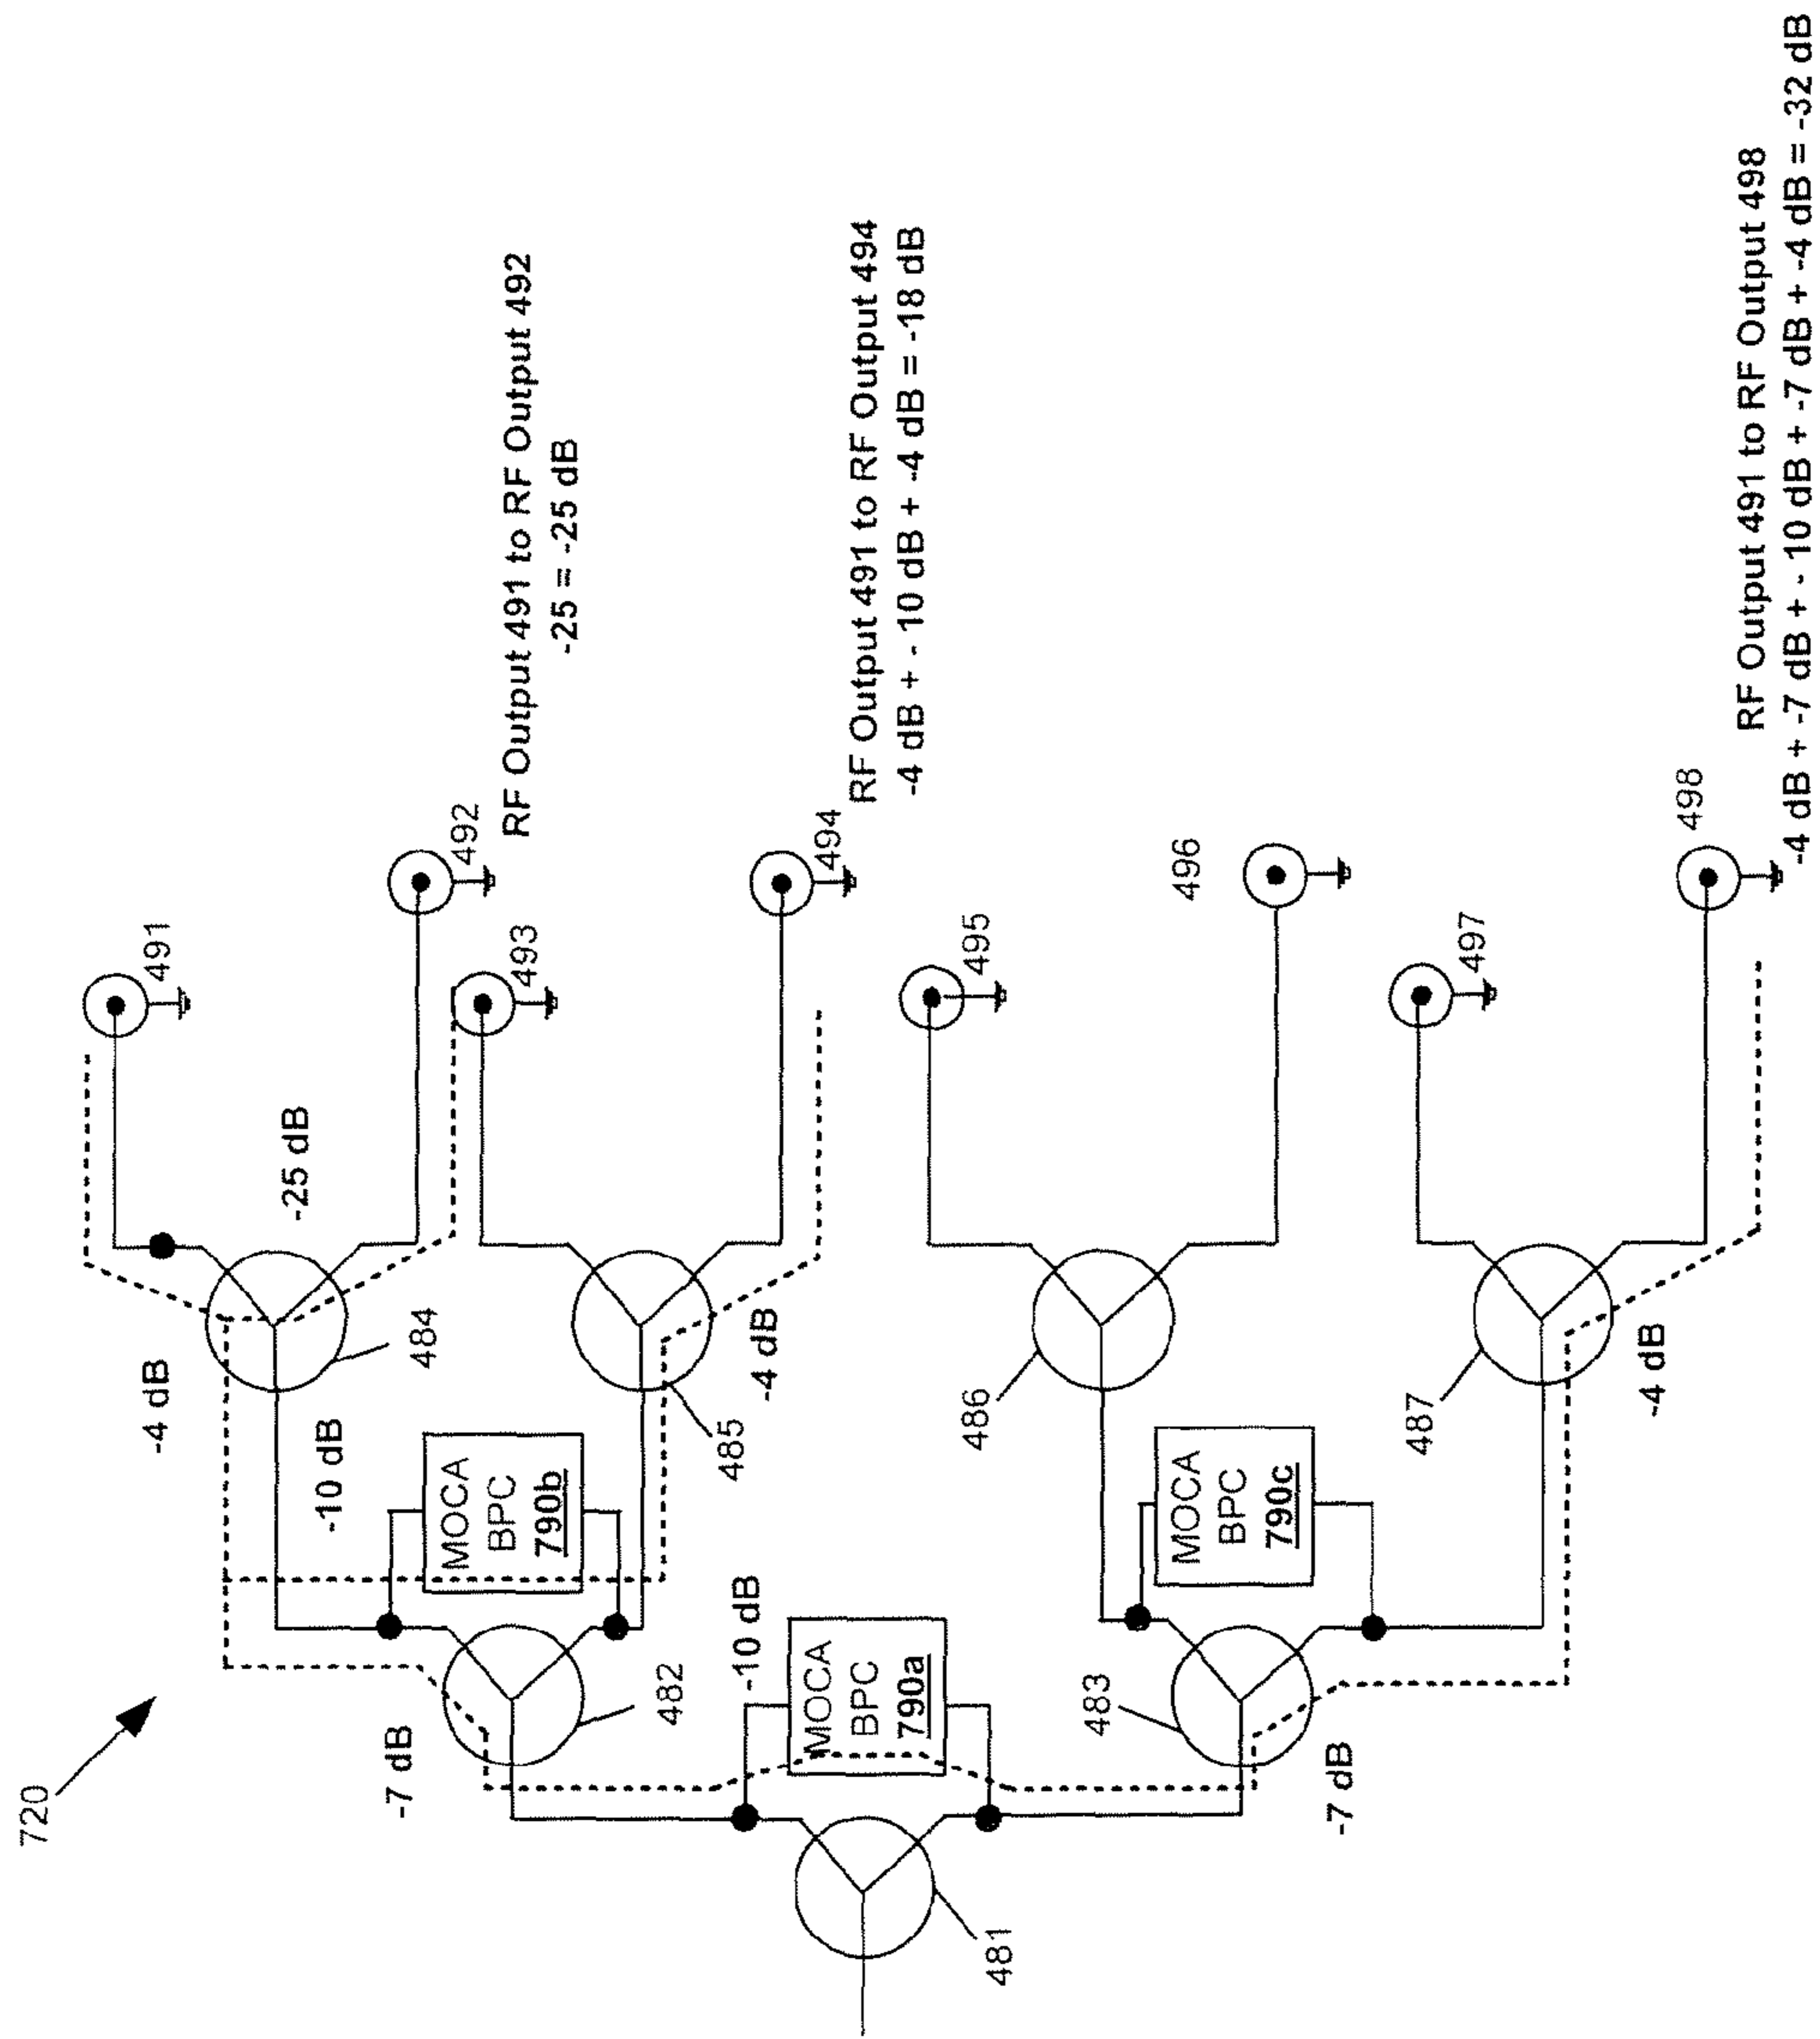 720
491
-4 dB
-25 dB
492
RF Output 491 to RF Output 492
-25 = -25 dB
484
-10 dB
493
MOCA
BPC
790b
485
-4 dB
494
RF Output 491 to RF Output 494
-4 dB + - 10 dB + -4 dB = -18 dB
-7 dB
482
-10 dB
MOCA
BPC
790a
481
495
486
496
483
MOCA
BPC
790c
-7 dB
487
497
-4 dB
498
RF Output 491 to RF Output 498
-4 dB + -7 dB + - 10 dB + -7 dB + -4 dB = -32 dB